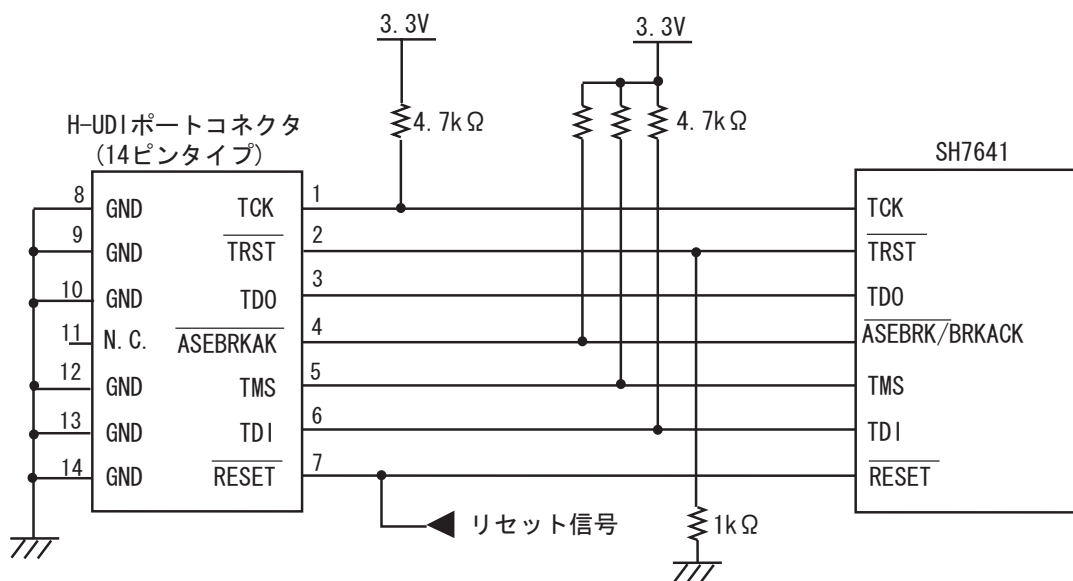 3.3V
3.3V
4.7kΩ
4.7kΩ
H-UDIポートコネクタ
(14ピンタイプ)
SH7641
8
GND
TCK
1
TCK
9
GND
TRST
2
TRST
10
GND
TDO
3
TDO
11
N.C.
ASEBRKAK
4
ASEBRK/BRKACK
12
GND
TMS
5
TMS
13
GND
TDI
6
TDI
14
GND
RESET
7
RESET
リセット信号
1kΩ